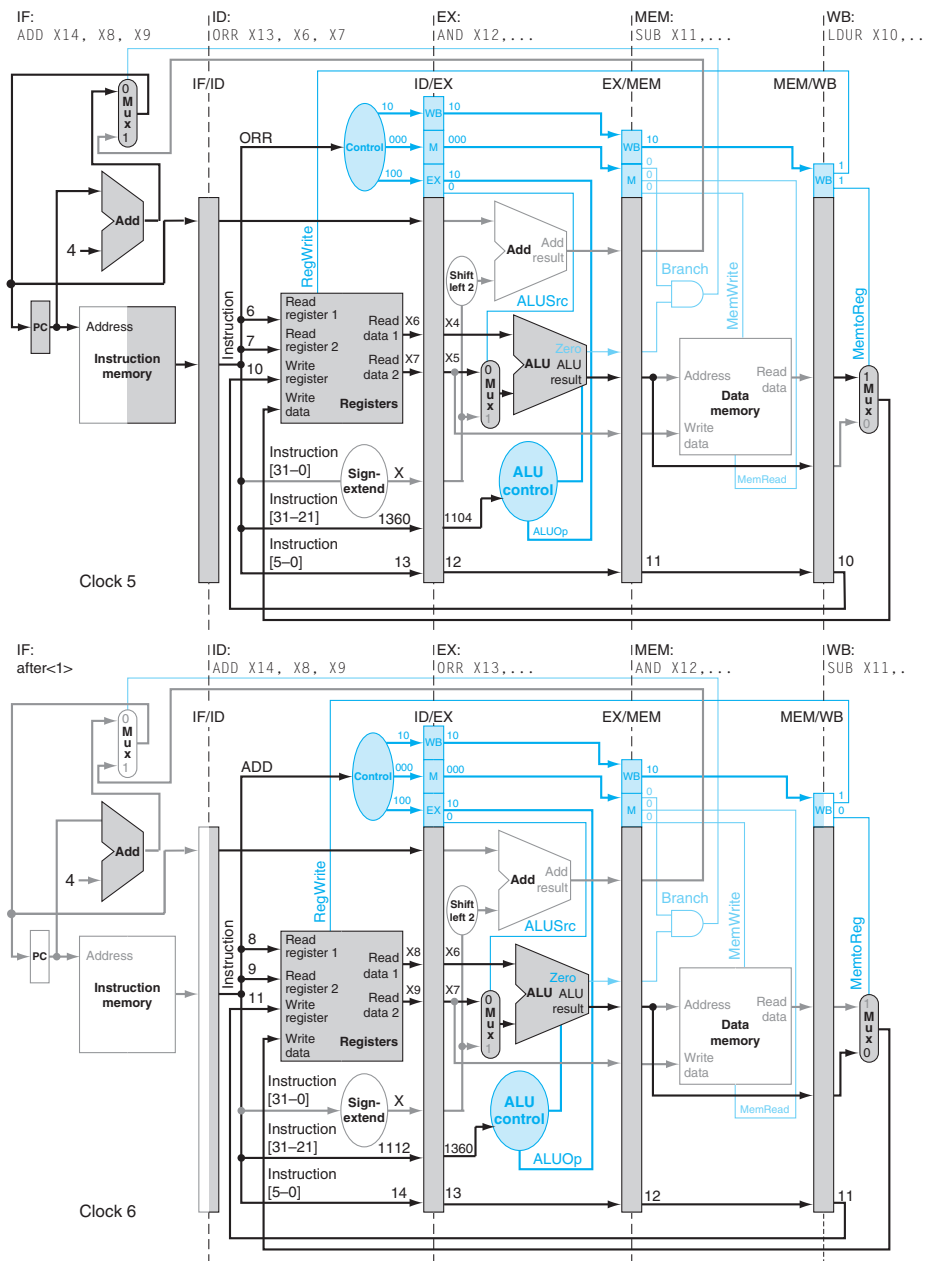 IF:
ADD X14, X8, X9
ID:
ORR X13, X6, X7
EX:
AND X12,...
MEM:
SUB X11,...
WB:
LDUR X10,..
IF/ID
ID/EX
EX/MEM
MEM/WB
0
M
u
x
1
ORR
Control
10
000
100
WB
10
M
000
EX
10
0
WB
10
M
0
0
0
WB
1
1
Add
4
RegWrite
Shift
left 2
Add
Add
result
ALUSrc
Branch
MemWrite
MemtoReg
PC
Address
Instruction
memory
Instruction
6
7
10
Read
register 1
Read
register 2
Write
register
Write
data
Read
data 1
Read
data 2
Registers
X6
X7
X4
X5
0
M
u
x
1
Zero
ALU
ALU
result
Address
Read
data
Data
memory
Write
data
1
M
u
x
0
Instruction
[31–0]
Sign-
extend
X
ALU
control
MemRead
Instruction
[31–21]
1360
1104
ALUOp
Instruction
[5–0]
13
12
11
10
Clock 5
IF:
after<1>
ID:
ADD X14, X8, X9
EX:
ORR X13,...
MEM:
AND X12,...
WB:
SUB X11,.
IF/ID
ID/EX
EX/MEM
MEM/WB
0
M
u
x
1
ADD
Control
10
000
100
WB
10
M
000
EX
10
0
WB
10
M
0
0
0
WB
1
0
Add
4
RegWrite
Shift
left 2
Add
Add
result
ALUSrc
Branch
MemWrite
MemtoReg
PC
Address
Instruction
memory
Instruction
8
9
11
Read
register 1
Read
register 2
Write
register
Write
data
Read
data 1
Read
data 2
Registers
X8
X9
X6
X7
0
M
u
x
1
Zero
ALU
ALU
result
Address
Read
data
Data
memory
Write
data
1
M
u
x
0
Instruction
[31–0]
Sign-
extend
X
ALU
control
MemRead
Instruction
[31–21]
1112
1360
ALUOp
Instruction
[5–0]
14
13
12
11
Clock 6